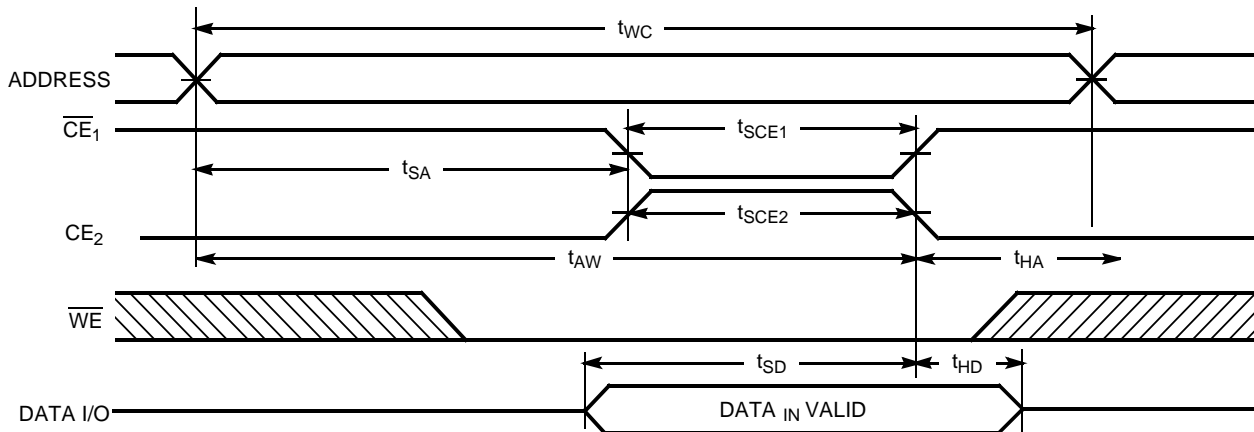 tWC
ADDRESS
CE1
tSCE1
tSA
tSCE2
CE2
tAW
tHA
WE
tSD
tHD
DATA I/O
DATA IN VALID